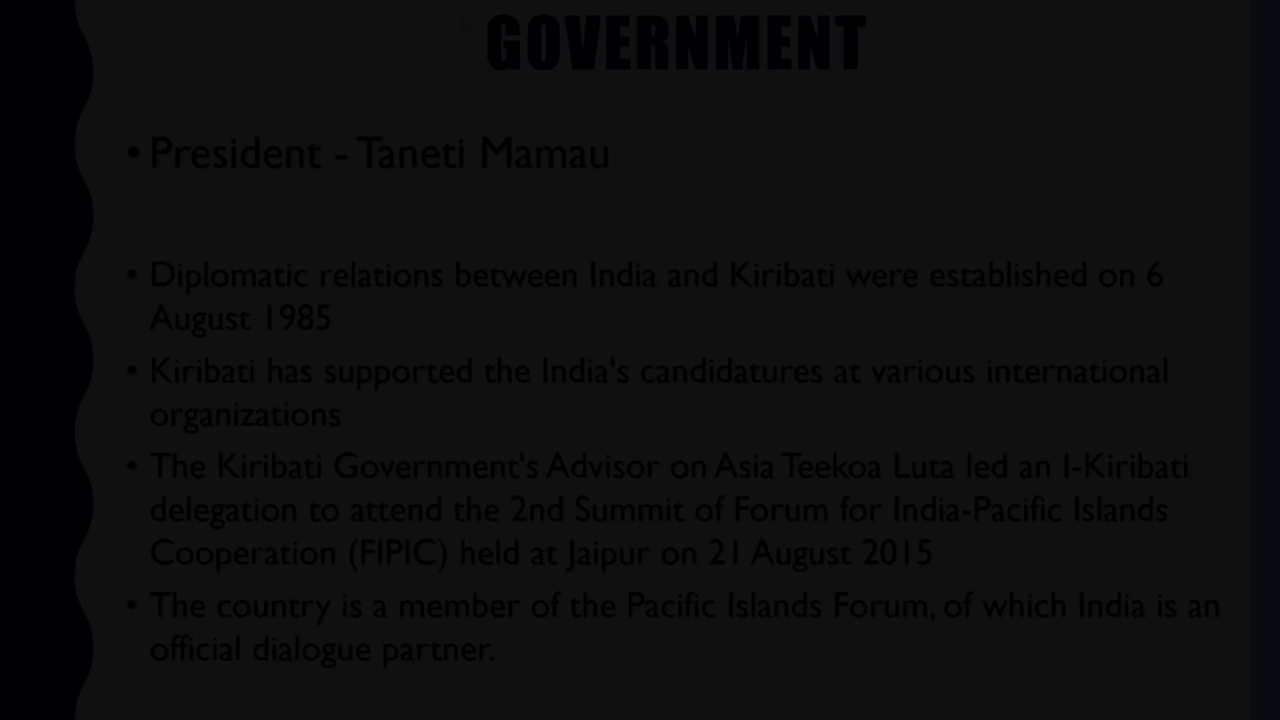 GOVERNMENT
• President - Taneti Mamau
• Diplomatic relations between India and Kiribati were established on 6
August 1985
• Kiribati has supported the India's candidatures at various international
organizations
• The Kiribati Government's Advisor on Asia Teekoa Luta led an I-Kiribati
delegation to attend the 2nd Summit of Forum for India-Pacific Islands
Cooperation (FIPIC) held at Jaipur on 21 August 2015
• The country is a member of the Pacific Islands Forum, of which India is an
official dialogue partner.